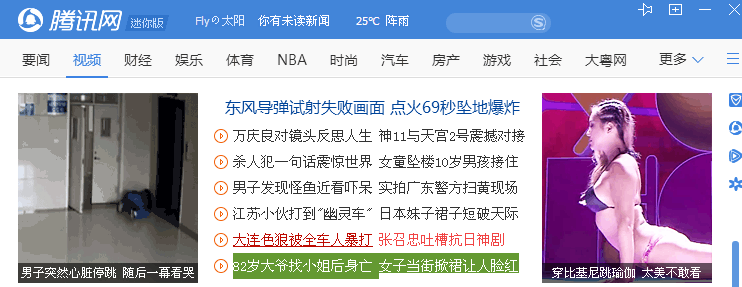 腾讯网 迷你版 Flyの太阳 你有未读新闻 25℃ 阵雨
要闻 视频 财经 娱乐 体育 NBA 时尚 汽车 房产 游戏 社会 大粤网 更多
东风导弹试射失败画面 点火69秒坠地爆炸
万庆良对镜头反思人生 神11与天宫2号震撼对接
杀人犯一句话震惊世界 女童坠楼10岁男孩接住
男子发现怪鱼近看吓呆 实拍广东警方扫黄现场
江苏小伙打到"幽灵车" 日本妹子裙子短破天际
大连色狼被全车人暴打 张召忠吐槽抗日神剧
82岁大爷找小姐后身亡 女子当街掀裙让人脸红
男子突然心脏停跳 随后一幕看哭
穿比基尼跳瑜伽 太美不敢看